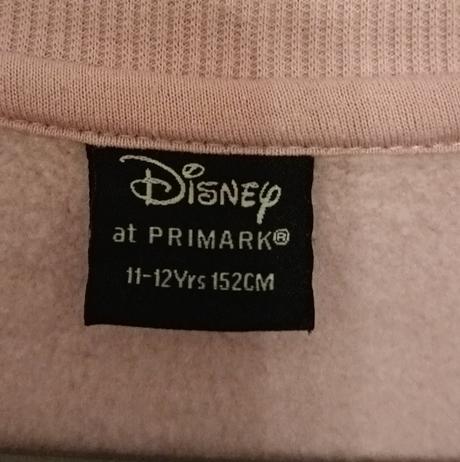 Disney
at PRIMARK®
11-12Yrs 152CM